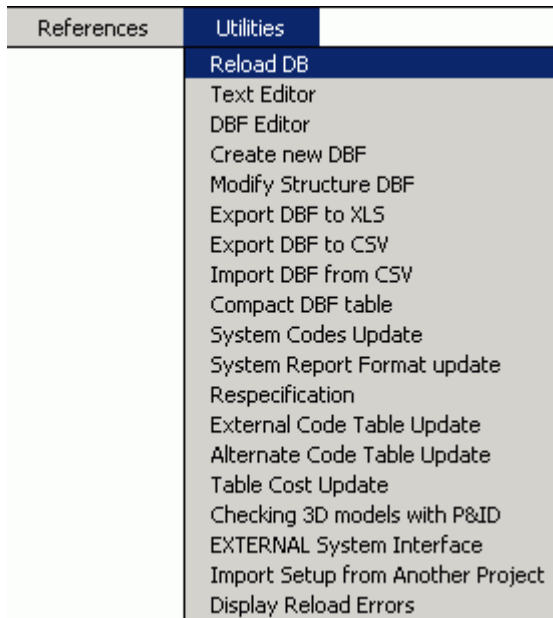 References Utilities
Reload DB
Text Editor
DBF Editor
Create new DBF
Modify Structure DBF
Export DBF to XLS
Export DBF to CSV
Import DBF from CSV
Compact DBF table
System Codes Update
System Report Format update
Respecification
External Code Table Update
Alternate Code Table Update
Table Cost Update
Checking 3D models with P&ID
EXTERNAL System Interface
Import Setup from Another Project
Display Reload Errors